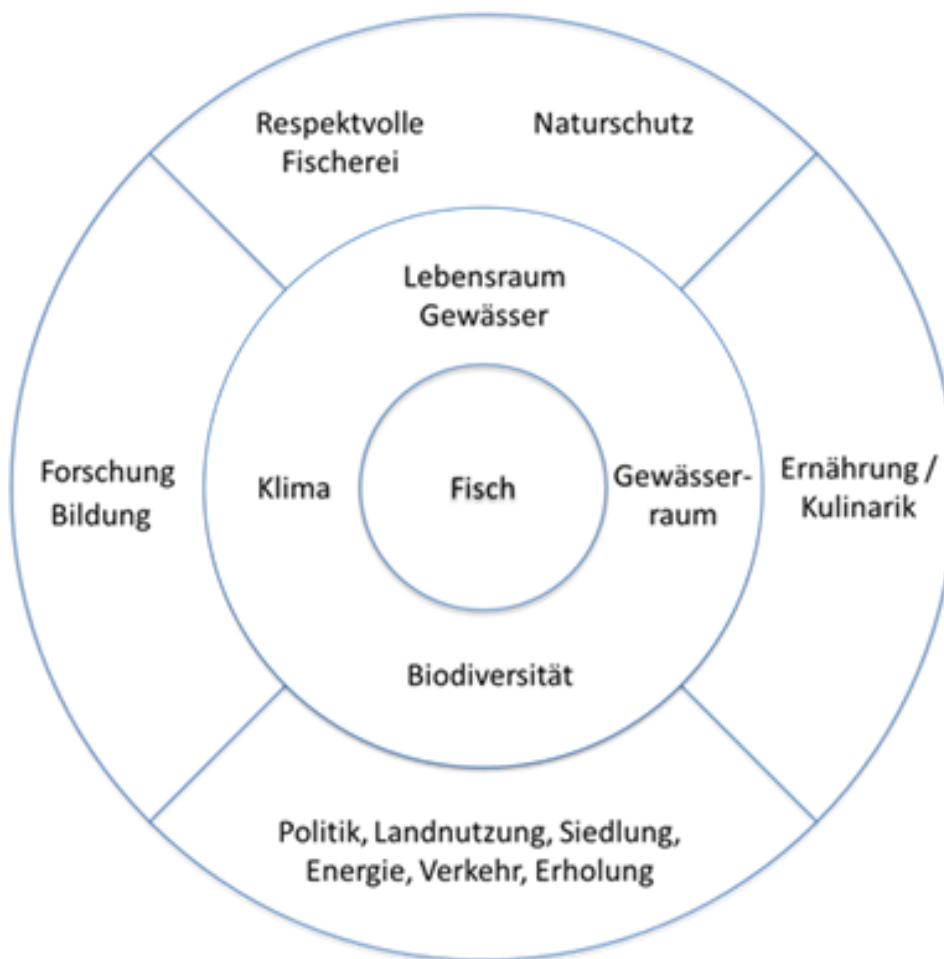 Respektvolle
Fischerei
Naturschutz
Lebensraum
Gewässer
Forschung
Bildung
Klima
Fisch
Gewässer-
raum
Ernährung /
Kulinarik
Biodiversität
Politik, Landnutzung, Siedlung,
Energie, Verkehr, Erholung